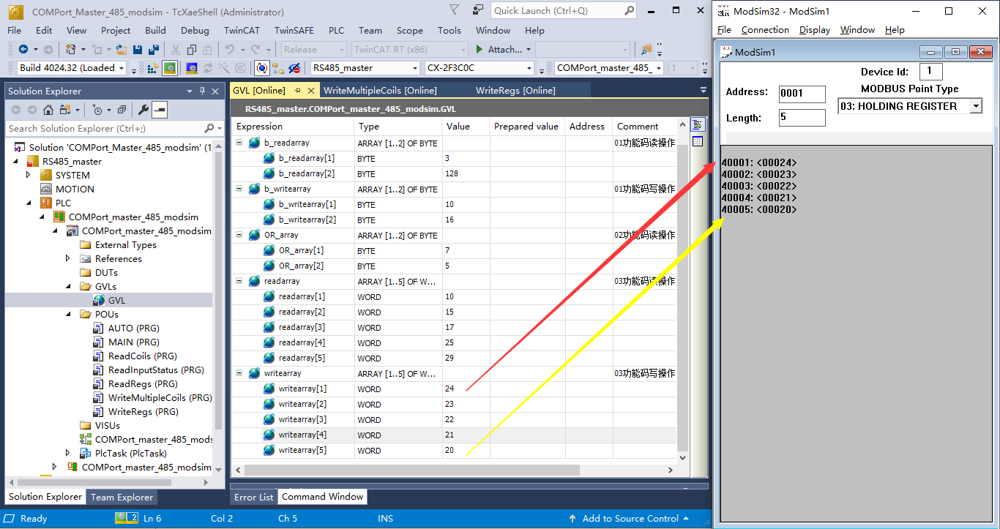 COMPort_Master_485_modsim - TcXaeShell (Administrator)
Quick Launch (Ctrl+Q)
File Edit View Project Build Debug TwinCAT TwinSAFE PLC Team Scope Tools Window Help
Release TwinCAT RT (x86) Attach...
Build 4024.32 (Loaded RS485_master CX-2F3C0C COMPort_master_485_ 1
Solution Explorer
Search Solution Explorer (Ctrl+;)
Solution 'COMPort_Master_485_modsim' (1
RS485_master
SYSTEM
MOTION
PLC
COMPort_master_485_modsim
COMPort_master_485_modsim
External Types
References
DUTs
GVLs
GVL
POUs
AUTO (PRG)
MAIN (PRG)
ReadCoils (PRG)
ReadInputStatus (PRG)
ReadRegs (PRG)
WriteMultipleCoils (PRG)
WriteRegs (PRG)
VISUs
COMPort_master_485_mods
PlcTask (PlcTask)
COMPort_master_485_modsim
Solution Explorer Team Explorer
GVL [Online] WriteMultipleCoils [Online] WriteRegs [Online]
RS485_master.COMPort_master_485_modsim.GVL
Expression Type Value Prepared value Address Comment
b_readarray ARRAY [1..2] OF BYTE 01功能码读操作
b_readarray[1] BYTE 3
b_readarray[2] BYTE 128
b_writearray ARRAY [1..2] OF BYTE 01功能码写操作
b_writearray[1] BYTE 10
b_writearray[2] BYTE 16
OR_array ARRAY [1..2] OF BYTE 02功能码读操作
OR_array[1] BYTE 7
OR_array[2] BYTE 5
readarray ARRAY [1..5] OF W... 03功能码读操作
readarray[1] WORD 10
readarray[2] WORD 15
readarray[3] WORD 17
readarray[4] WORD 25
readarray[5] WORD 29
writearray ARRAY [1..5] OF W... 03功能码写操作
writearray[1] WORD 24
writearray[2] WORD 23
writearray[3] WORD 22
writearray[4] WORD 21
writearray[5] WORD 20
Error List Command Window
Ready 2 Ln 6 Col 2 Ch 5 INS Add to Source Control
ModSim32 - ModSim1
File Connection Display Window Help
ModSim1
Device Id: 1
Address: 0001 MODBUS Point Type
Length: 5 03: HOLDING REGISTER
40001: <00024>
40002: <00023>
40003: <00022>
40004: <00021>
40005: <00020>